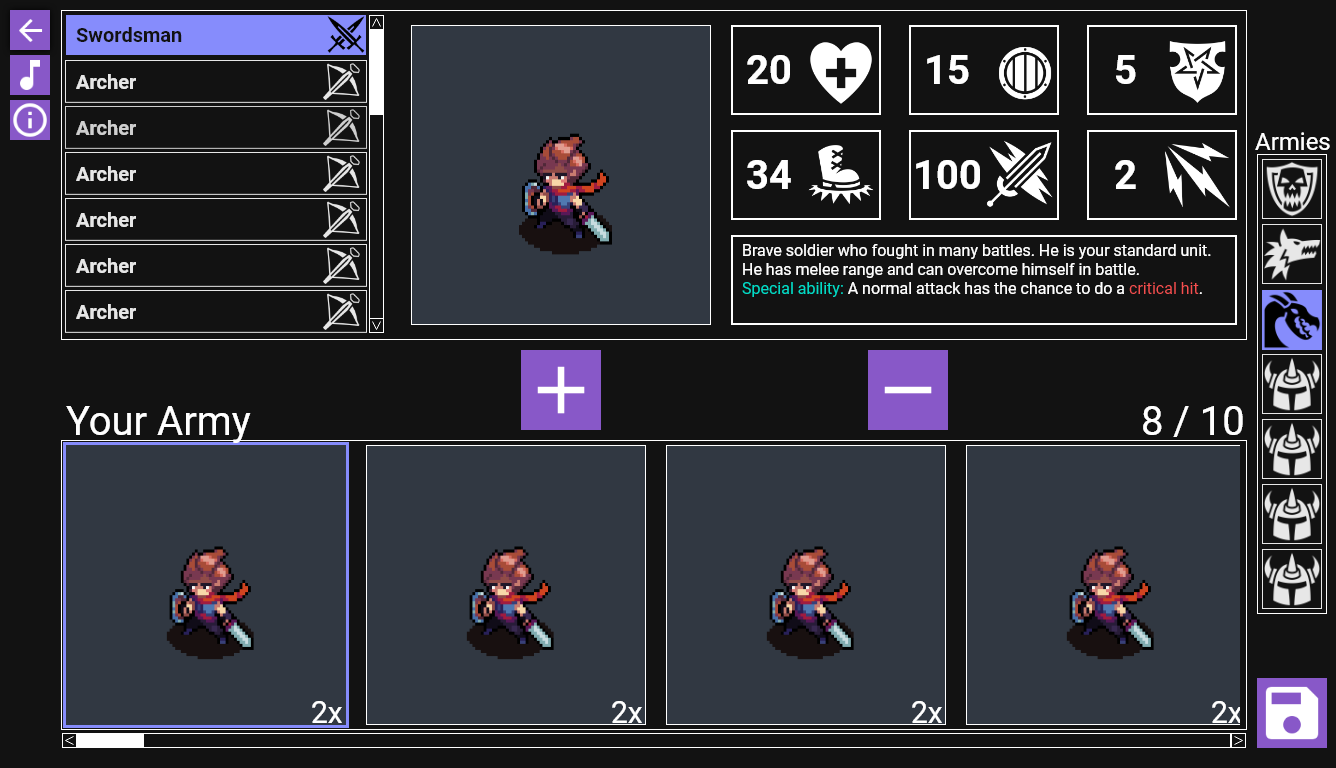 Swordsman
Archer
Archer
Archer
Archer
Archer
Archer
20
15
5
34
100
2
Brave soldier who fought in many battles. He is your standard unit.
He has melee range and can overcome himself in battle.
Special ability: A normal attack has the chance to do a critical hit.
Armies
Your Army
8 / 10
2x
2x
2x
2x